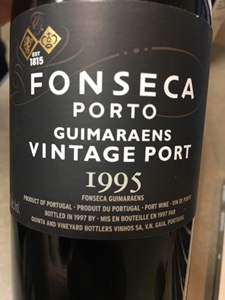 EST
1815
FONSECA
PORTO
GUIMARAENS
VINTAGE PORT
1995
FONSECA GUIMARAENS
PRODUCT OF PORTUGAL · PRODUIT DU PORTUGAL · PORT WINE · VIN DE PORTO
BOTTLED IN 1997 BY · MIS EN BOUTEILLE EN 1997 PAR
QUINTA AND VINEYARD BOTTLERS VINHOS SA, V.N. GAIA, PORTUGAL